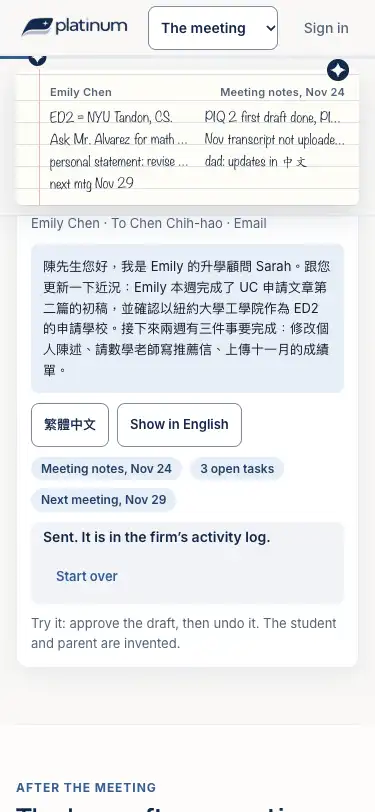 platinum
The meeting
Sign in
Emily Chen
Meeting notes, Nov 24
ED2 = NYU Tandon, CS.
PIQ 2 first draft done, PI...
Ask Mr. Alvarez for math ...
Nov transcript not uploade...
personal statement: revise ...
dad: updates in 中文
next mtg Nov 29
Emily Chen · To Chen Chih-hao · Email
陳先生您好，我是 Emily 的升學顧問 Sarah。跟您
更新一下近況：Emily 本週完成了 UC 申請文章第
二篇的初稿，並確認以紐約大學工學院作為 ED2
的申請學校。接下來兩週有三件事要完成：修改個
人陳述、請數學老師寫推薦信、上傳十一月的成績
單。
繁體中文
Show in English
Meeting notes, Nov 24
3 open tasks
Next meeting, Nov 29
Sent. It is in the firm’s activity log.
Start over
Try it: approve the draft, then undo it. The student
and parent are invented.
AFTER THE MEETING